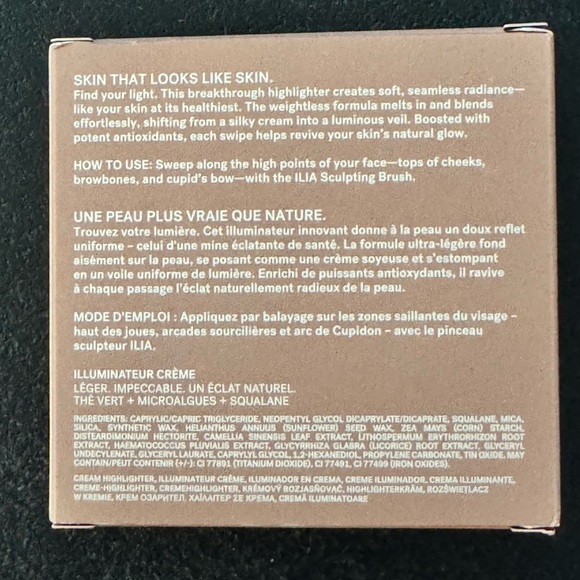 SKIN THAT LOOKS LIKE SKIN.
Find your light. This breakthrough highlighter creates soft, seamless radiance—
like your skin at its healthiest. The weightless formula melts in and blends
effortlessly, shifting from a silky cream into a luminous veil. Boosted with
potent antioxidants, each swipe helps revive your skin's natural glow.
HOW TO USE: Sweep along the high points of your face—tops of cheeks,
browbones, and cupid's bow—with the ILIA Sculpting Brush.
UNE PEAU PLUS VRAIE QUE NATURE.
Trouvez votre lumière. Cet illuminateur innovant donne à la peau un doux reflet
uniforme – celui d'une mine éclatante de santé. La formule ultra-légère fond
aisément sur la peau, se posant comme une crème soyeuse et s'estompant
en un voile uniforme de lumière. Enrichi de puissants antioxydants, il ravive
à chaque passage l'éclat naturellement radieux de la peau.
MODE D'EMPLOI : Appliquez par balayage sur les zones saillantes du visage –
haut des joues, arcades sourcilières et arc de Cupidon – avec le pinceau
sculpteur ILIA.
ILLUMINATEUR CRÈME
LÉGER. IMPECCABLE. UN ÉCLAT NATUREL.
THÉ VERT + MICROALGUES + SQUALANE
INGREDIENTS: CAPRYLIC/CAPRIC TRIGLYCERIDE, NEOPENTYL GLYCOL DICAPRYLATE/DICAPRATE, SQUALANE, MICA,
SILICA, SYNTHETIC WAX, HELIANTHUS ANNUUS (SUNFLOWER) SEED WAX, ZEA MAYS (CORN) STARCH,
DISTEARDIMONIUM HECTORITE, CAMELLIA SINENSIS LEAF EXTRACT, LITHOSPERMUM ERYTHRORHIZON ROOT
EXTRACT, HAEMATOCOCCUS PLUVIALIS EXTRACT, GLYCYRRHIZA GLABRA (LICORICE) ROOT EXTRACT, GLYCERYL
UNDECYLENATE, GLYCERYL LAURATE, CAPRYLYL GLYCOL, 1,2-HEXANEDIOL, PROPYLENE CARBONATE, TIN OXIDE. MAY
CONTAIN/PEUT CONTENIR (+/-): CI 77891 (TITANIUM DIOXIDE), CI 77491, CI 77499 (IRON OXIDES).
CREAM HIGHLIGHTER, ILLUMINATEUR CRÈME, ILUMINADOR EN CREMA, CREME ILUMINADOR, CREMA ILLUMINANTE,
CREME-HIGHLIGHTER, CREMEHIGHLIGHTER, KRÉMOVÝ ROZJASŇOVAČ, HIGHLIGHTERKRÄM, ROZŚWIETLACZ
W KREMIE, КРЕМ ОЗАРИТЕЛ, ΧΑΪΛΑΙΤΕΡ ΣΕ ΚΡΕΜΑ, CREMĂ ILUMINATOARE